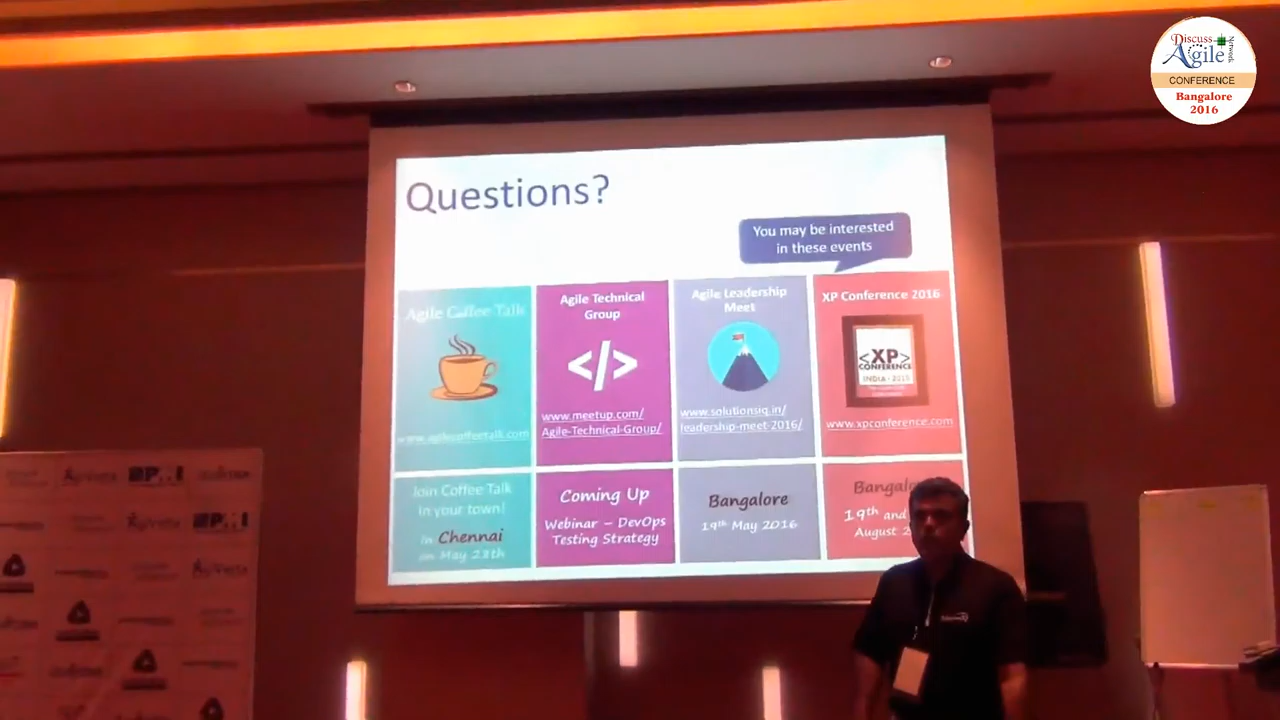 Discuss
Agile
Network
CONFERENCE
Bangalore
2016
Questions?
You may be interested
in these events
Agile Coffee Talk
www.agilecoffeetalk.com
Join Coffee Talk
in your town!
in Chennai
on May 28th
Agile Technical
Group
</>
www.meetup.com/
Agile-Technical-Group/
Coming Up
Webinar – DevOps
Testing Strategy
Agile Leadership
Meet
www.solutionsiq.in/
leadership-meet-2016/
Bangalore
19th May 2016
XP Conference 2016
<XP>
CONFERENCE
INDIA - 2015
www.xpconference.com
19th and
August